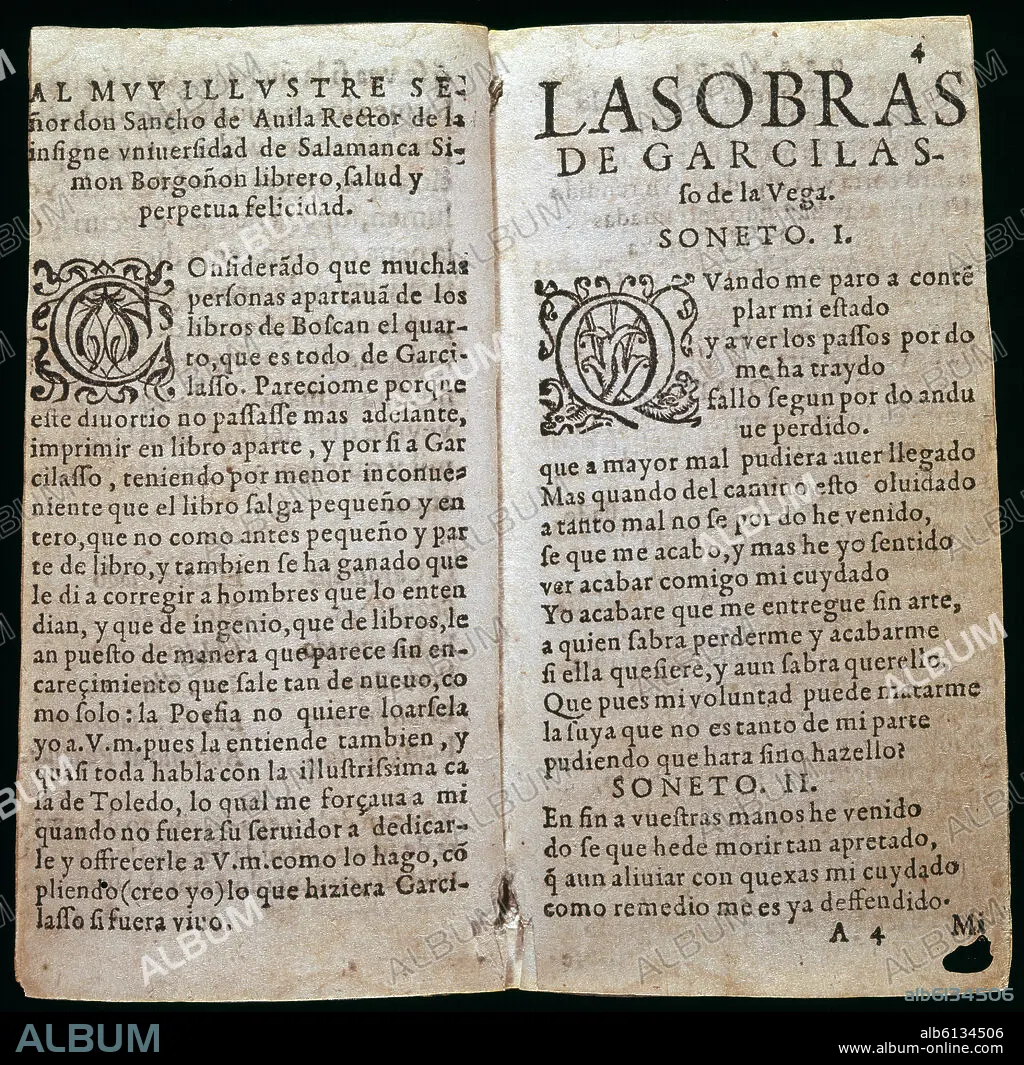 AL MVY ILLVSTRE SE-
ñor don Sancho de Auila Rector de la
insigne vniuersidad de Salamanca Si-
mon Borgoñon librero, salud y
perpetua felicidad.
COnsiderãdo que muchas
personas apartauã de los
libros de Boscan el quar-
to, que es todo de Garci-
lasso. Pareciome porque
este diuortio no passasse mas adelante,
imprimir en libro aparte, y por si a Gar
cilasso, teniendo por menor inconue-
niente que el libro salga pequeño y en
tero, que no como antes pequeño y par
te de libro, y tambien se ha ganado que
le di a corregir a hombres que lo enten
dian, y que de ingenio, que de libros, le
an puesto de manera que parece sin en-
careçimiento que sale tan de nueuo, co
mo solo: la Poesia no quiere loarsela
yo a. V. m. pues la entiende tambien, y
quasi toda habla con la illustrissima ca
sa de Toledo, lo qual me forçaua a mi
quando no fuera su seruidor a dedicar-
le y offrecerle a V. m. como lo hago, cõ
pliendo (creo yo) lo que hiziera Garci-
lasso si fuera viuo.
4
LAS OBRAS
DE GARCILAS-
so de la Vega.
SONETO. I.
QVando me paro a contẽ
plar mi estado
y a ver los passos por do
me ha traydo
fallo segun por do andu
ue perdido.
que a mayor mal pudiera auer llegado
Mas quando del camino esto oluidado
a tanto mal no se por do he venido,
se que me acabo, y mas he yo sentido
ver acabar comigo mi cuydado
Yo acabare que me entregue sin arte,
a quien sabra perderme y acabarme
si ella quesiere, y aun sabra querello,
Que pues mi voluntad puede matarme
la suya que no es tanto de mi parte
pudiendo que hara sino hazello?
SONETO. II.
En fin a vuestras manos he venido
do se que hede morir tan apretado,
q̃ aun aliuiar con quexas mi cuydado
como remedio me es ya deffendido.
A 4
Mi
alb6134506
ALBUM
alb6134506
www.album-online.com